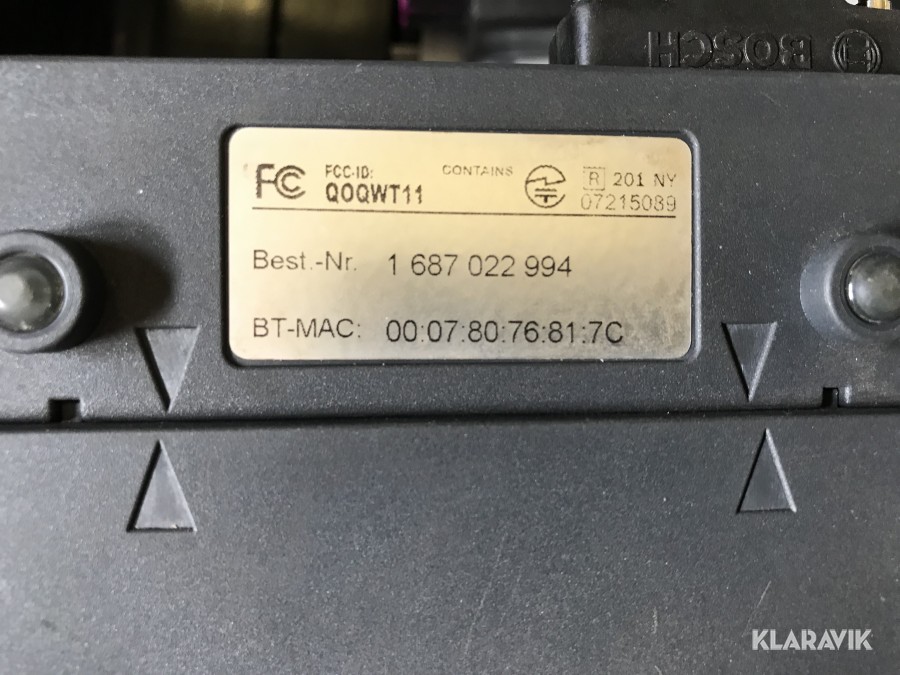 BOSCH
FC FCC-ID: CONTAINS R 201 NY
QOQWT11 07215089
Best.-Nr. 1 687 022 994
BT-MAC: 00:07:80:76:81:7C
KLARAVIK